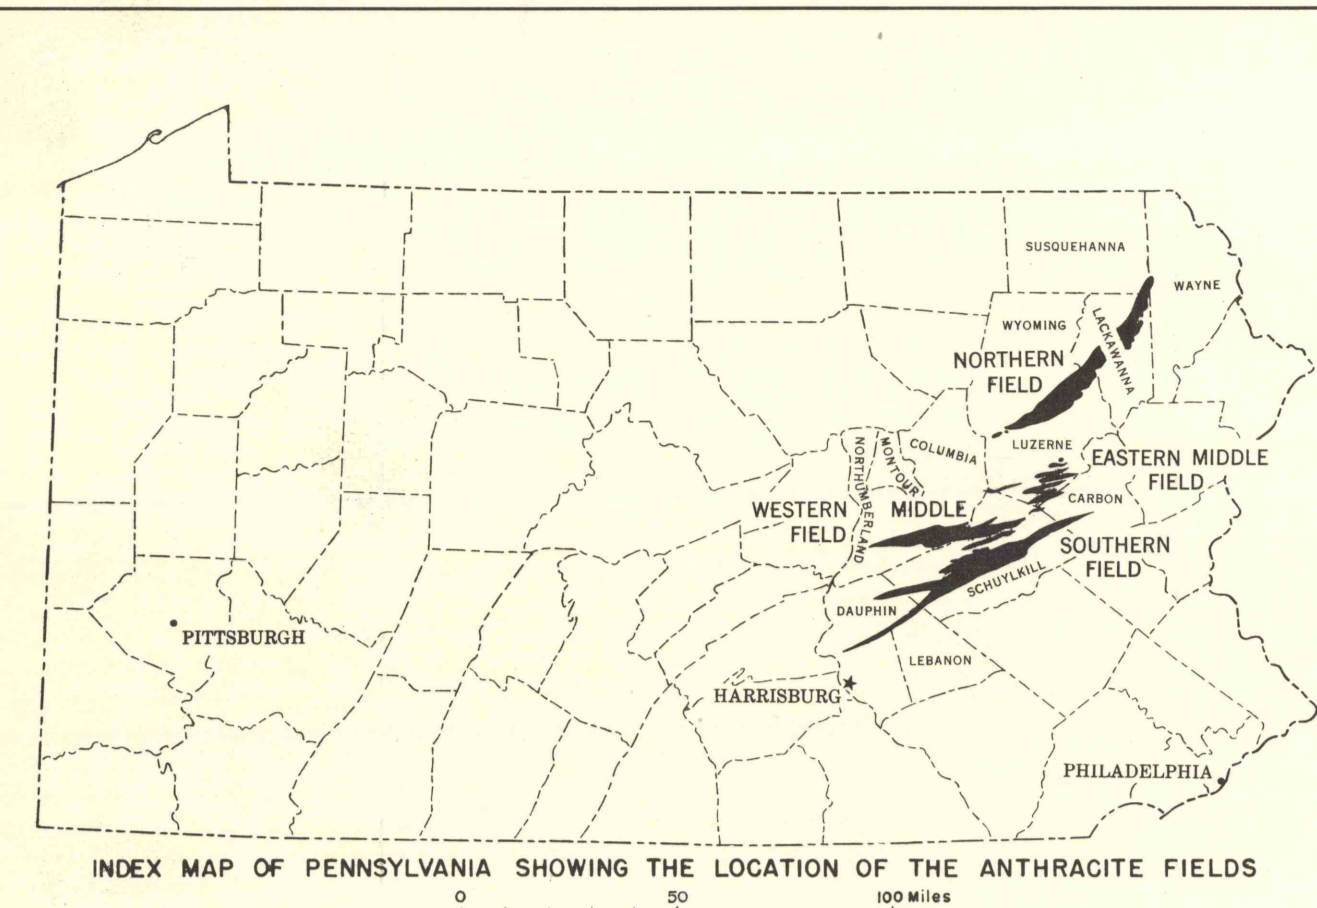 SUSQUEHANNA
WAYNE
WYOMING
LACKAWANNA
NORTHERN
FIELD
LUZERNE
COLUMBIA
MONTOUR
NORTHUMBERLAND
EASTERN MIDDLE
FIELD
CARBON
WESTERN MIDDLE
FIELD
SOUTHERN
FIELD
SCHUYLKILL
DAUPHIN
PITTSBURGH
LEBANON
HARRISBURG
PHILADELPHIA
INDEX MAP OF PENNSYLVANIA SHOWING THE LOCATION OF THE ANTHRACITE FIELDS
0 50 100 Miles